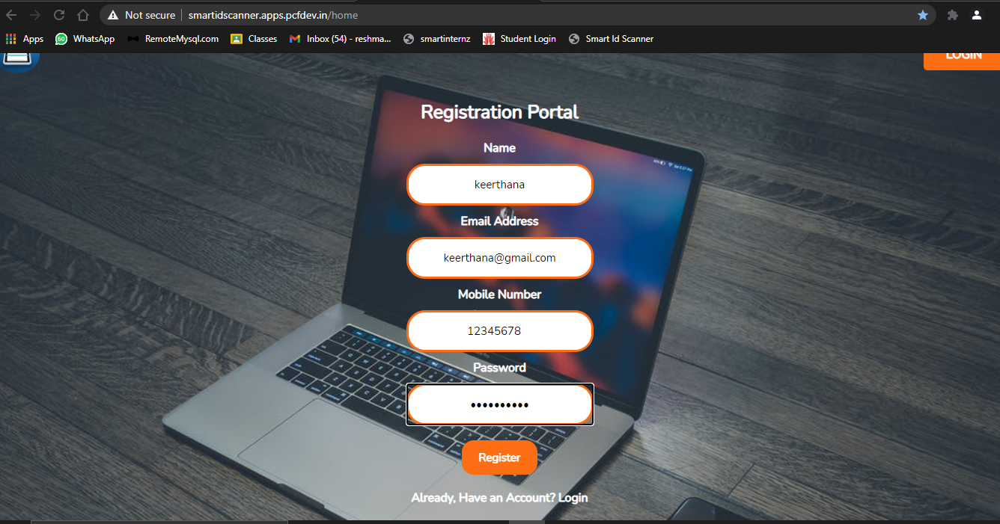 Not secure smartidscanner.apps.pcfdev.in/home
Apps WhatsApp RemoteMysql.com Classes Inbox (54) - reshma... smartinternz Student Login Smart Id Scanner
LOGIN
Registration Portal
Name
keerthana
Email Address
keerthana@gmail.com
Mobile Number
12345678
Password
••••••••••
Register
Already, Have an Account? Login